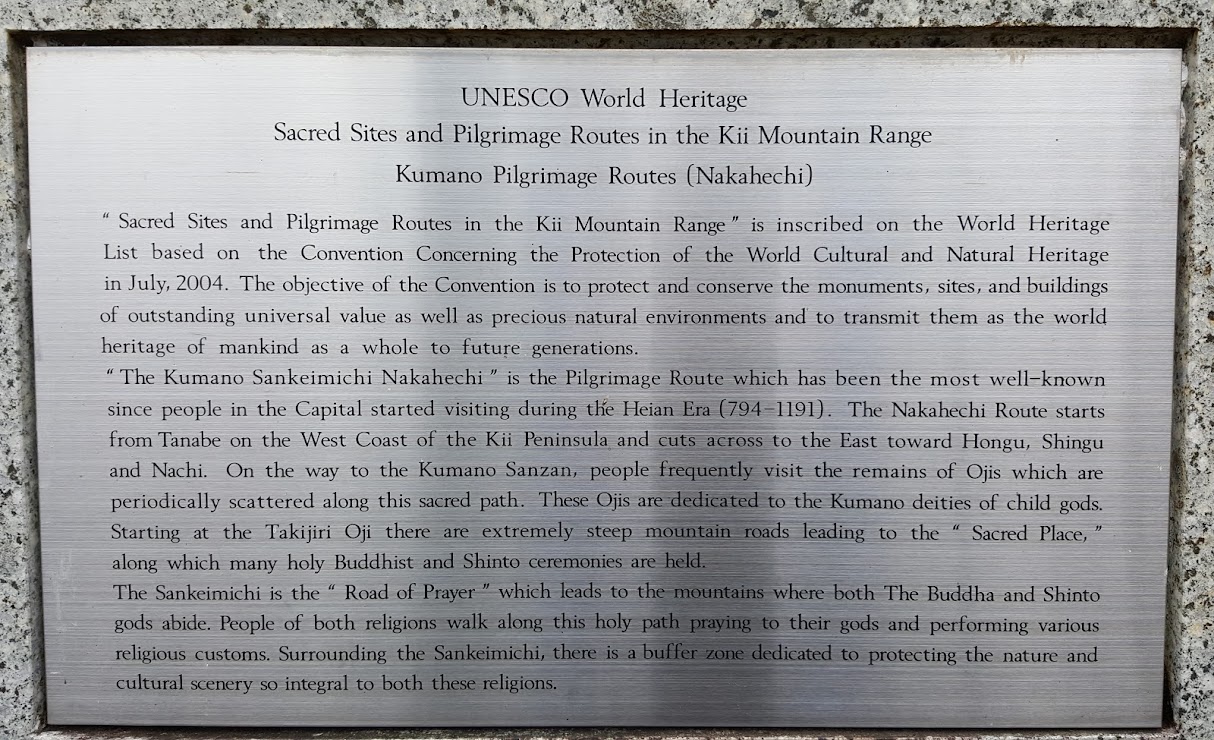 UNESCO World Heritage
Sacred Sites and Pilgrimage Routes in the Kii Mountain Range
Kumano Pilgrimage Routes (Nakahechi)
“ Sacred Sites and Pilgrimage Routes in the Kii Mountain Range ” is inscribed on the World Heritage
List based on the Convention Concerning the Protection of the World Cultural and Natural Heritage
in July, 2004. The objective of the Convention is to protect and conserve the monuments, sites, and buildings
of outstanding universal value as well as precious natural environments and to transmit them as the world
heritage of mankind as a whole to future generations.
“ The Kumano Sankeimichi Nakahechi ” is the Pilgrimage Route which has been the most well-known
since people in the Capital started visiting during the Heian Era (794-1191). The Nakahechi Route starts
from Tanabe on the West Coast of the Kii Peninsula and cuts across to the East toward Hongu, Shingu
and Nachi. On the way to the Kumano Sanzan, people frequently visit the remains of Ojis which are
periodically scattered along this sacred path. These Ojis are dedicated to the Kumano deities of child gods.
Starting at the Takijiri Oji there are extremely steep mountain roads leading to the “ Sacred Place, ”
along which many holy Buddhist and Shinto ceremonies are held.
The Sankeimichi is the “ Road of Prayer ” which leads to the mountains where both The Buddha and Shinto
gods abide. People of both religions walk along this holy path praying to their gods and performing various
religious customs. Surrounding the Sankeimichi, there is a buffer zone dedicated to protecting the nature and
cultural scenery so integral to both these religions.